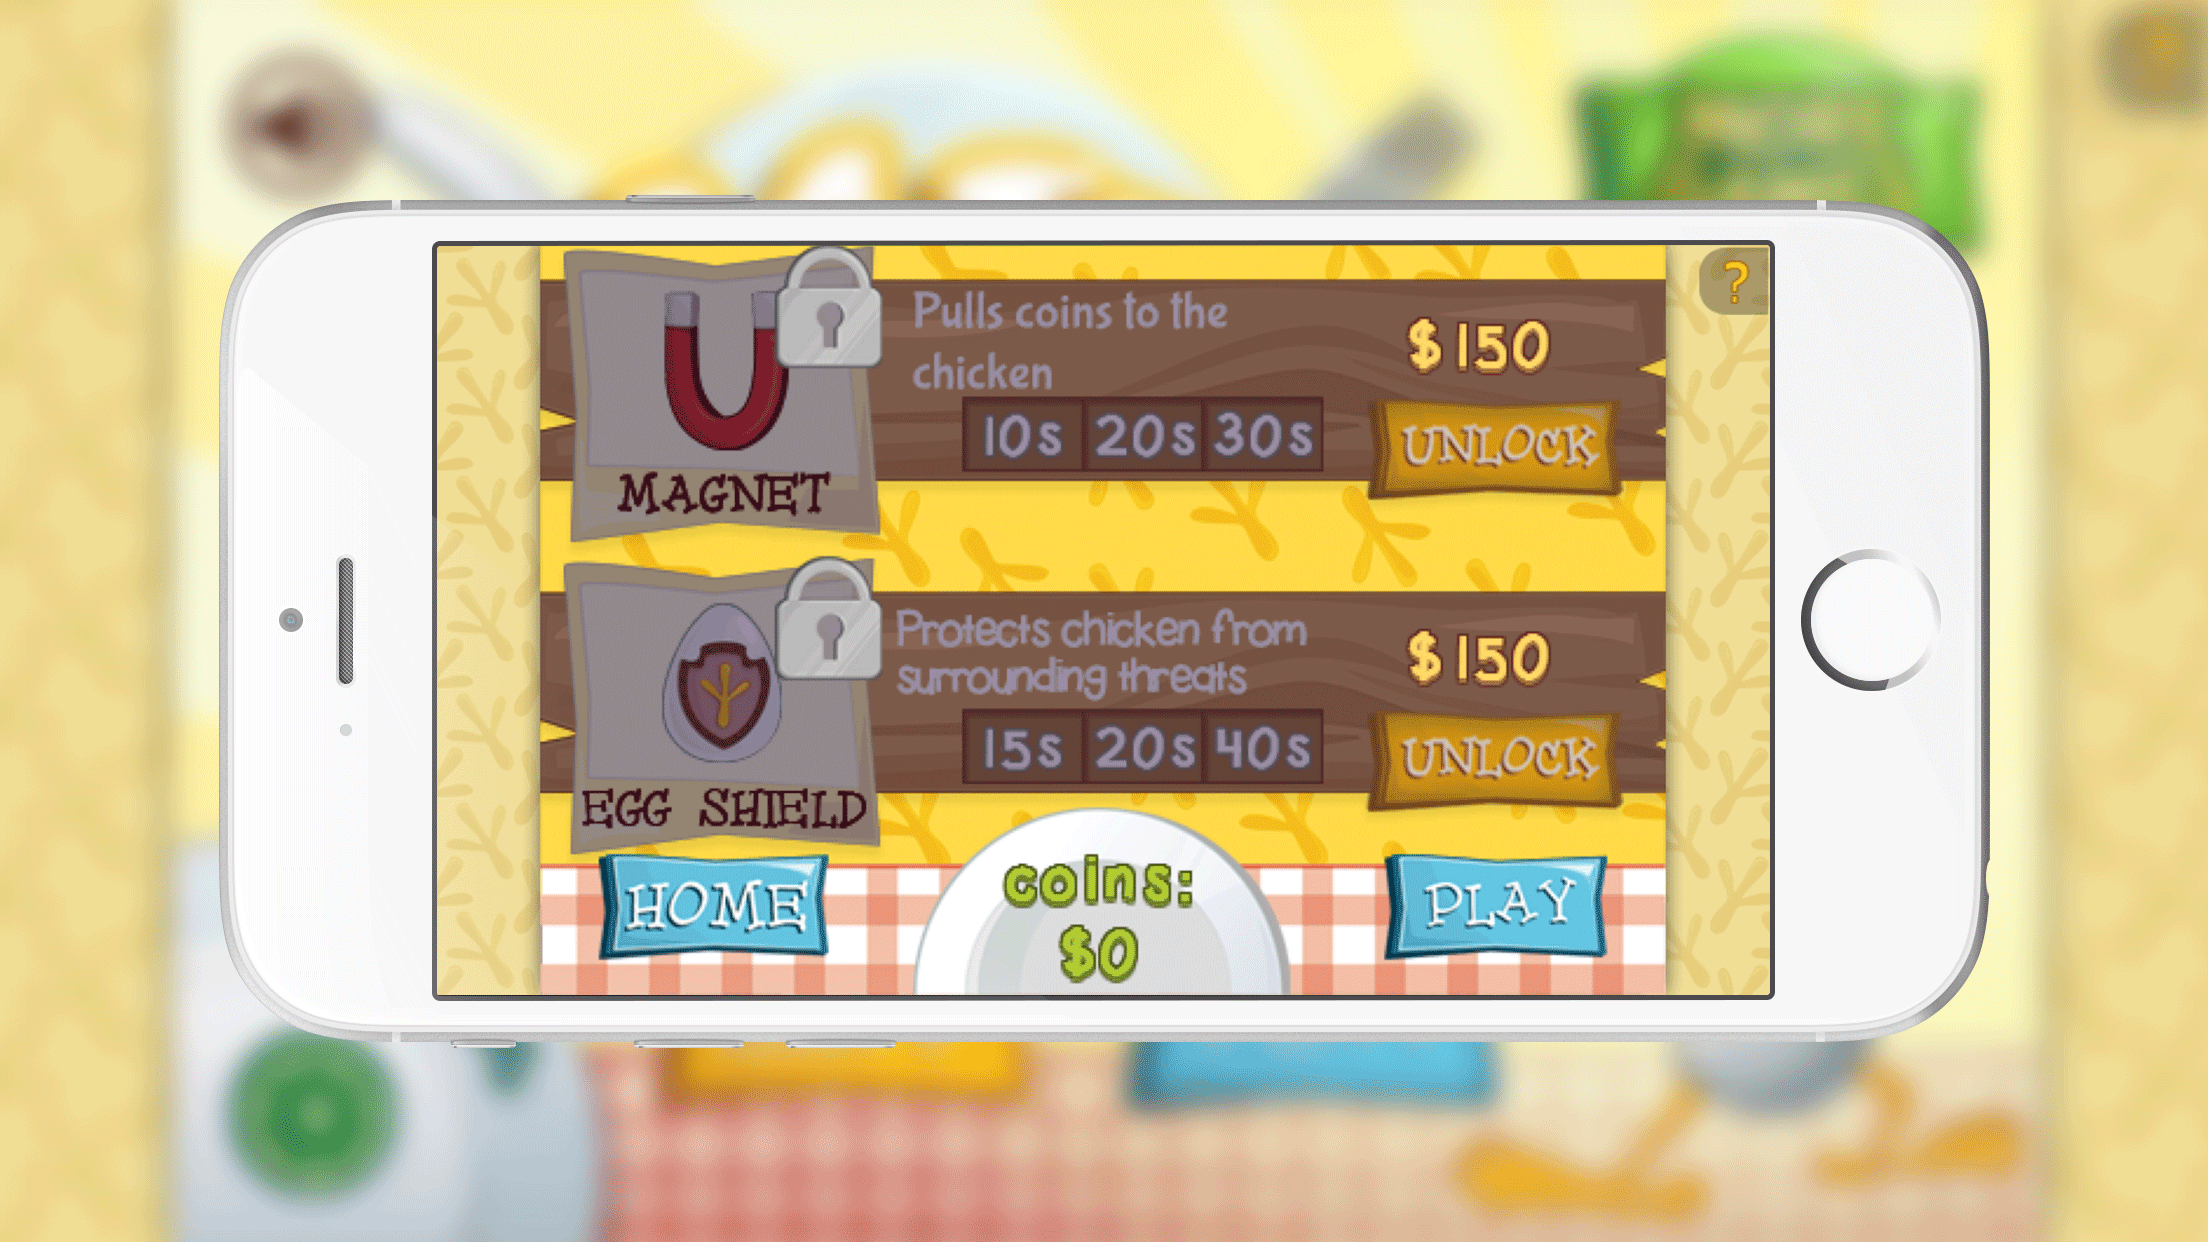 ?
Pulls coins to the
chicken
$150
10s 20s 30s
UNLOCK
MAGNET
Protects chicken from
surrounding threats
$150
15s 20s 40s
UNLOCK
EGG SHIELD
HOME
coins:
$0
PLAY